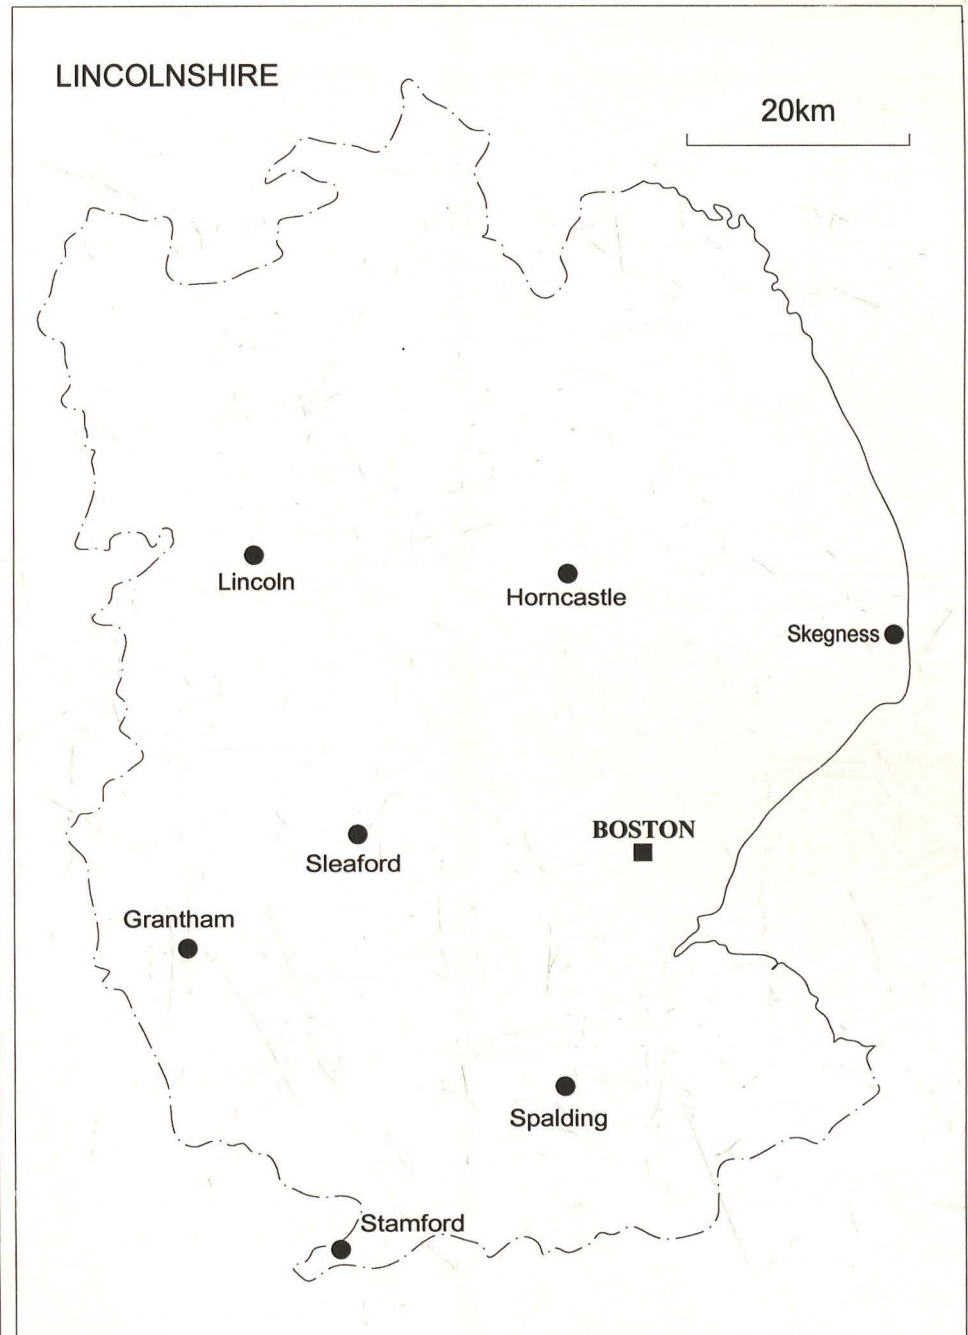 LINCOLNSHIRE
20km
Lincoln
Horncastle
Skegness
BOSTON
Sleaford
Grantham
Spalding
Stamford